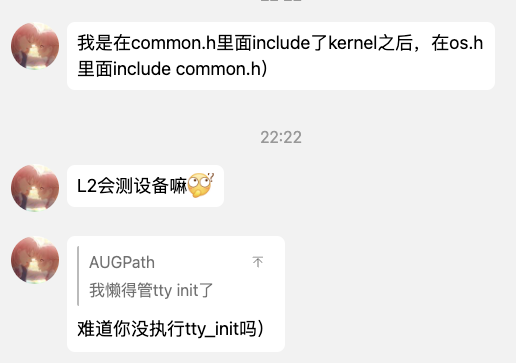 我是在common.h里面include了kernel之后，在os.h
里面include common.h）
22:22
L2会测设备嘛
AUGPath
我懒得管tty init了
难道你没执行tty_init吗）